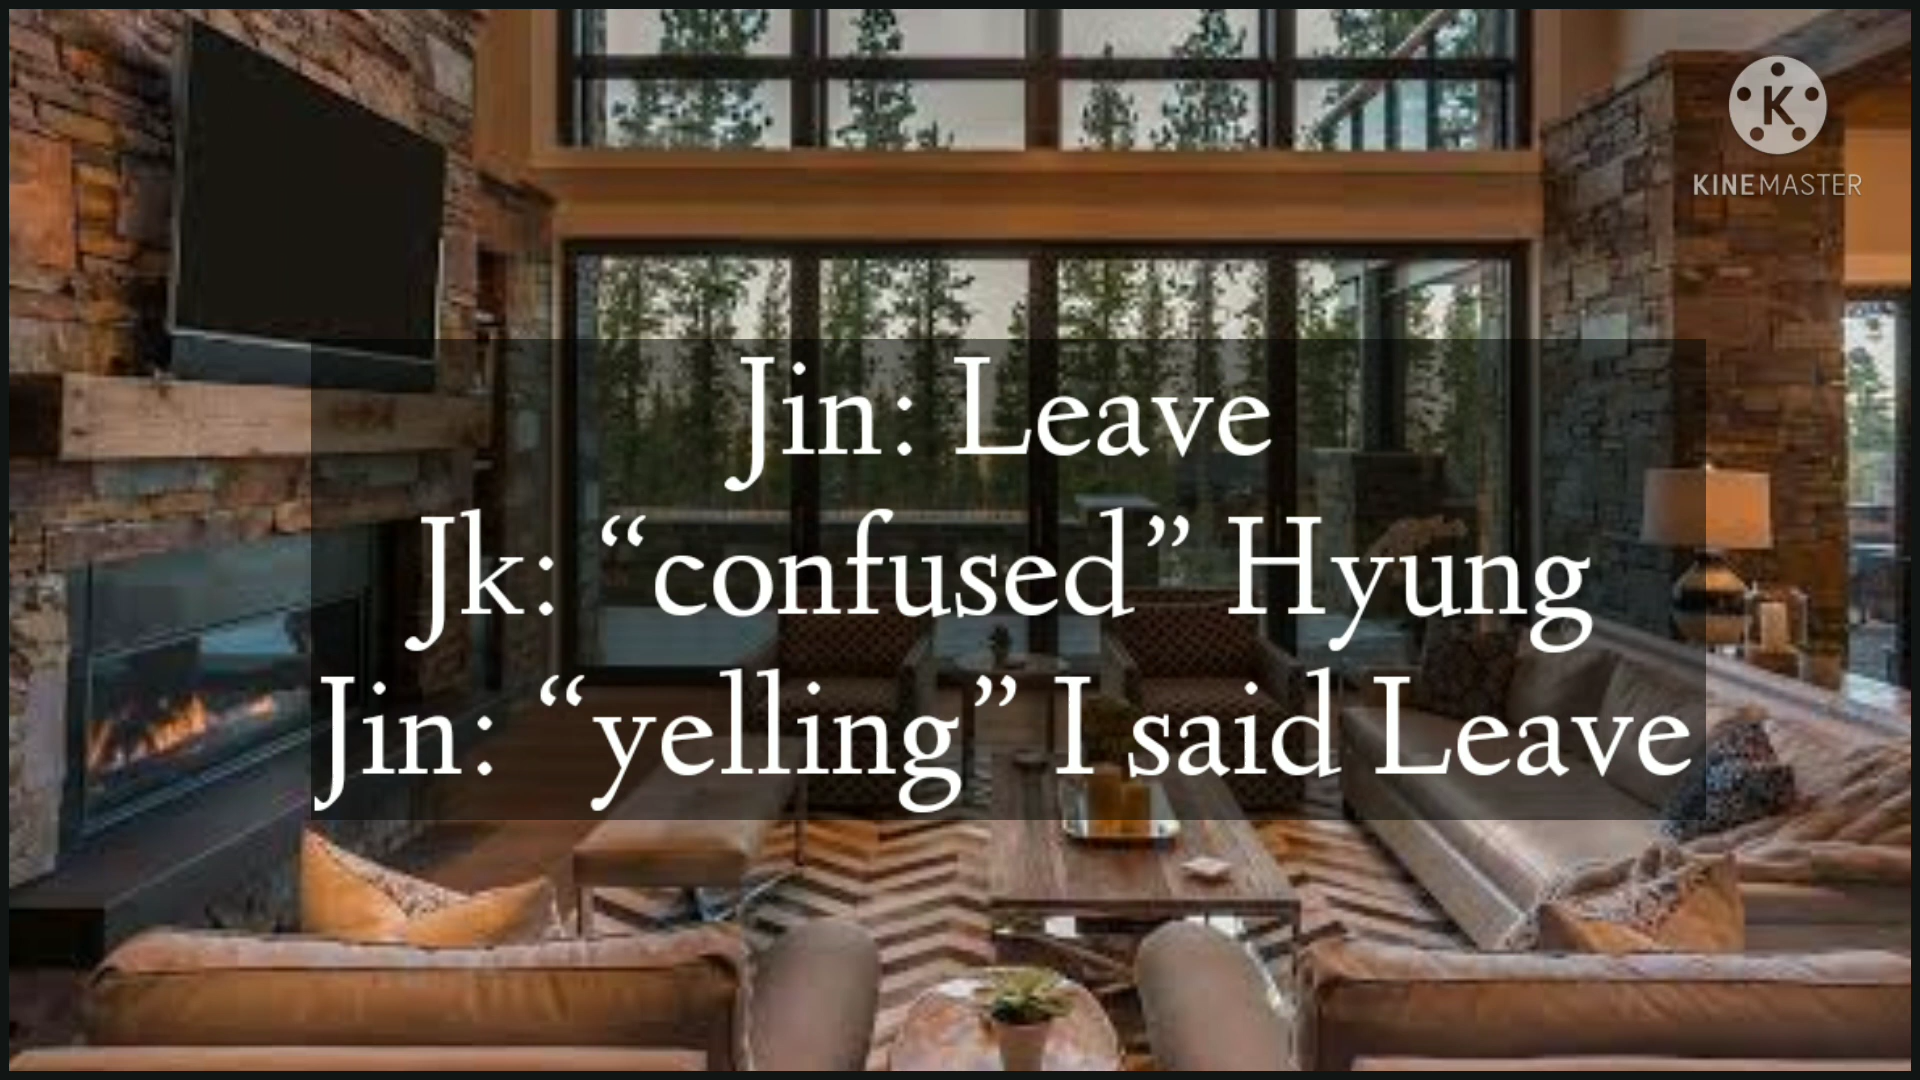 K
KINEMASTER
Jin: Leave
Jk: “confused” Hyung
Jin: “yelling” I said Leave